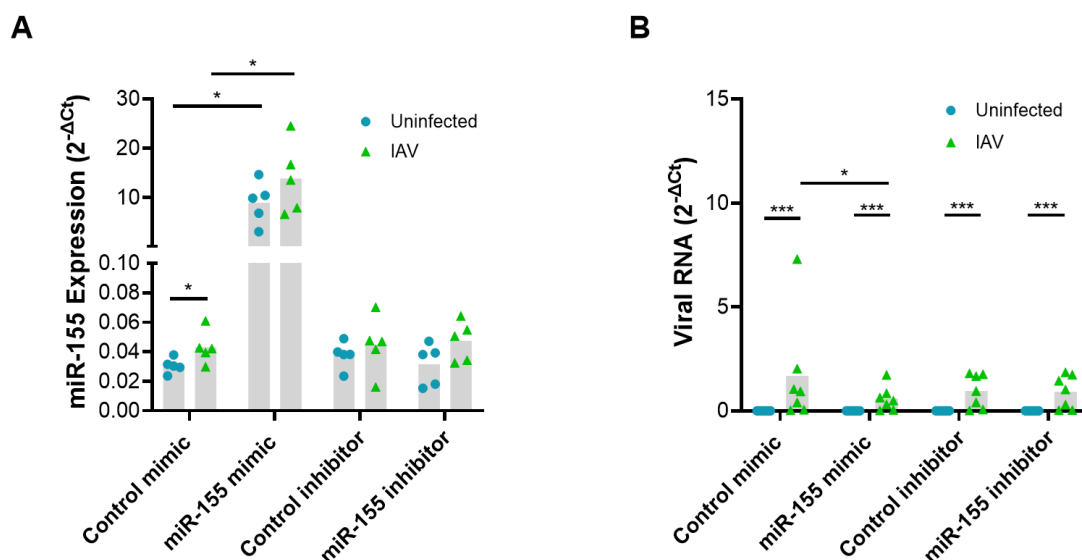 A
miR-155 Expression (2^-ΔCt)
30
20
10
0.10
0.08
0.06
0.04
0.02
0.00
*
*
*
Uninfected
IAV
Control mimic
miR-155 mimic
Control inhibitor
miR-155 inhibitor
B
Viral RNA (2^-ΔCt)
15
10
5
0
Uninfected
IAV
*
***
***
***
***
Control mimic
miR-155 mimic
Control inhibitor
miR-155 inhibitor